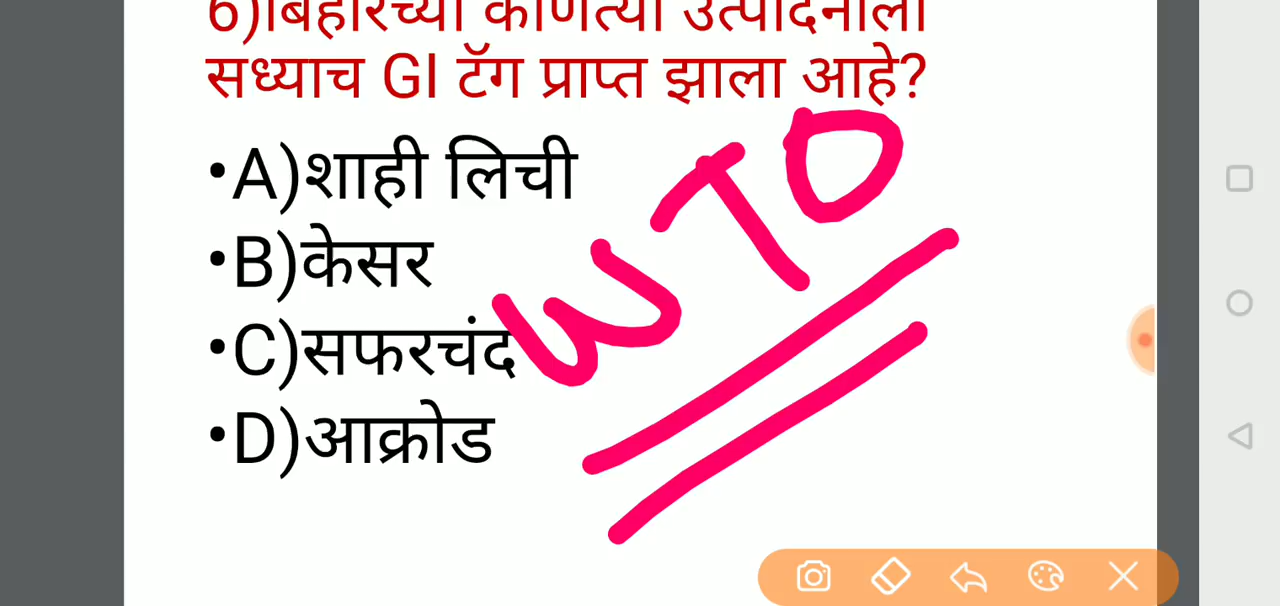 6)बिहारच्या कोणत्या उत्पादनाला
सध्याच GI टॅग प्राप्त झाला आहे?
•A)शाही लिची
•B)केसर
•C)सफरचंद
•D)आक्रोड
WTO